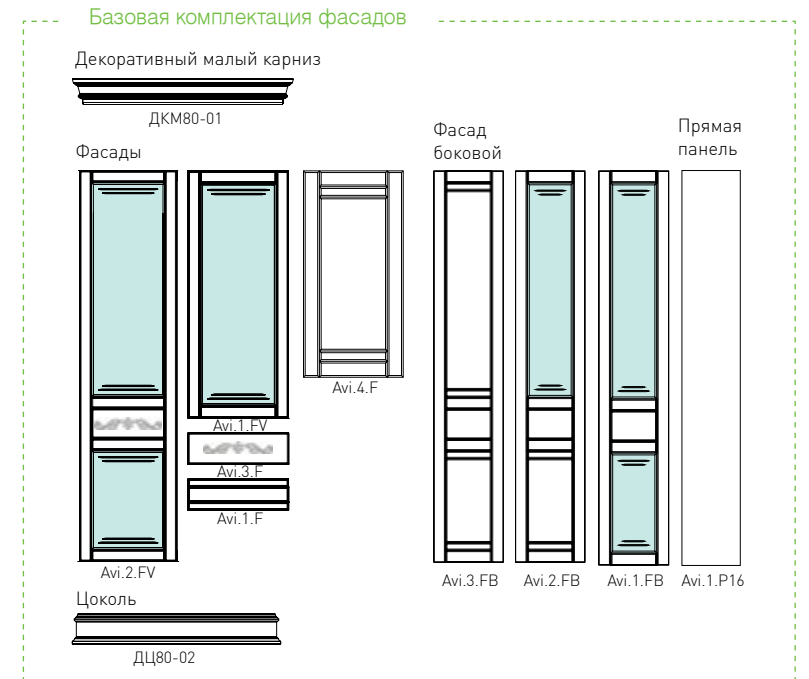 Базовая комплектация фасадов
Декоративный малый карниз
ДКМ80-01
Фасады
Avi.2.FV
Avi.1.FV
Avi.3.F
Avi.1.F
Avi.4.F
Фасад
боковой
Прямая
панель
Avi.3.FB
Avi.2.FB
Avi.1.FB
Avi.1.P16
Цоколь
ДЦ80-02